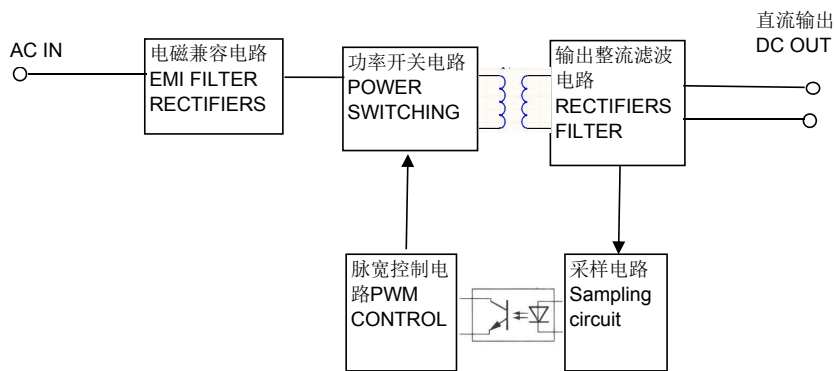 AC IN
电磁兼容电路
EMI FILTER
RECTIFIERS
功率开关电路
POWER
SWITCHING
输出整流滤波
电路
RECTIFIERS
FILTER
直流输出
DC OUT
脉宽控制电
路PWM
CONTROL
采样电路
Sampling
circuit